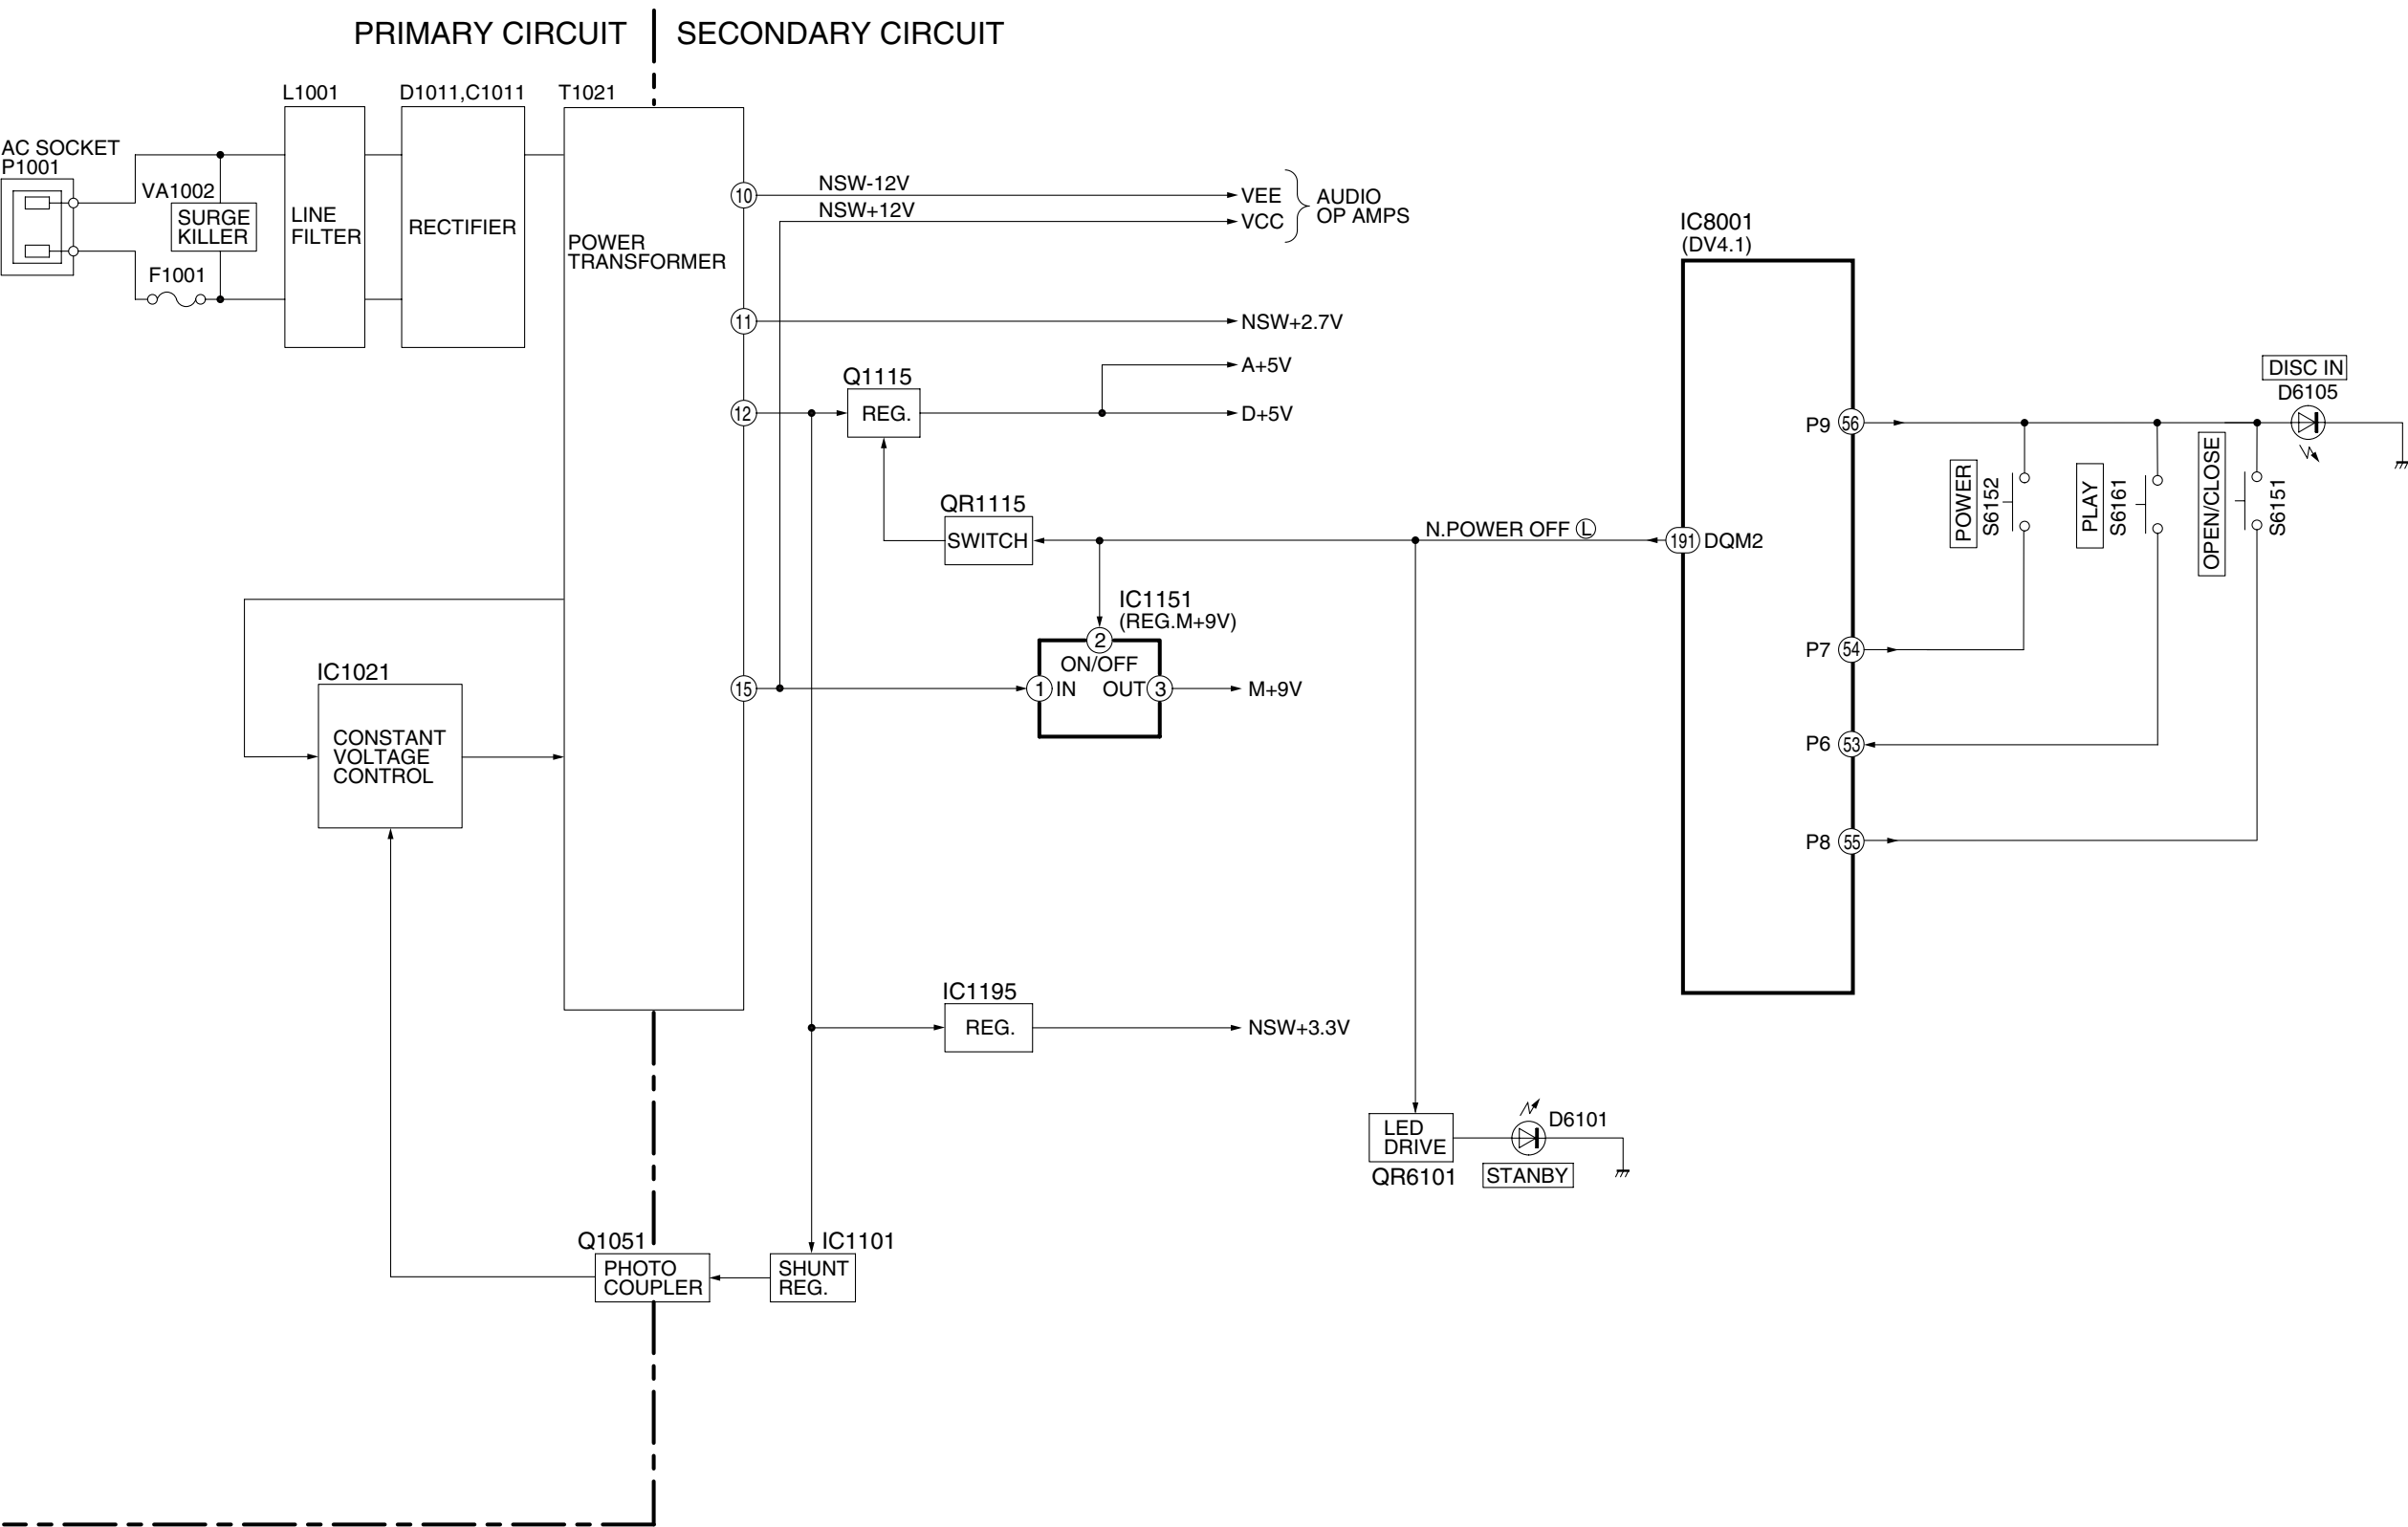 PRIMARY CIRCUIT
SECONDARY CIRCUIT
L1001
D1011,C1011
T1021
AC SOCKET
P1001
VA1002
SURGE
KILLER
F1001
LINE
FILTER
RECTIFIER
POWER
TRANSFORMER
10
NSW-12V
VEE
NSW+12V
VCC
AUDIO
OP AMPS
11
NSW+2.7V
A+5V
Q1115
12
REG.
D+5V
QR1115
SWITCH
N.POWER OFF L
191
DQM2
IC8001
(DV4.1)
IC1151
(REG.M+9V)
2
ON/OFF
15
1
IN
OUT
3
M+9V
IC1021
CONSTANT
VOLTAGE
CONTROL
IC1195
REG.
NSW+3.3V
Q1051
PHOTO
COUPLER
IC1101
SHUNT
REG.
LED
DRIVE
QR6101
D6101
STANBY
P9
56
P7
54
P6
53
P8
55
POWER
S6152
PLAY
S6161
OPEN/CLOSE
S6151
DISC IN
D6105